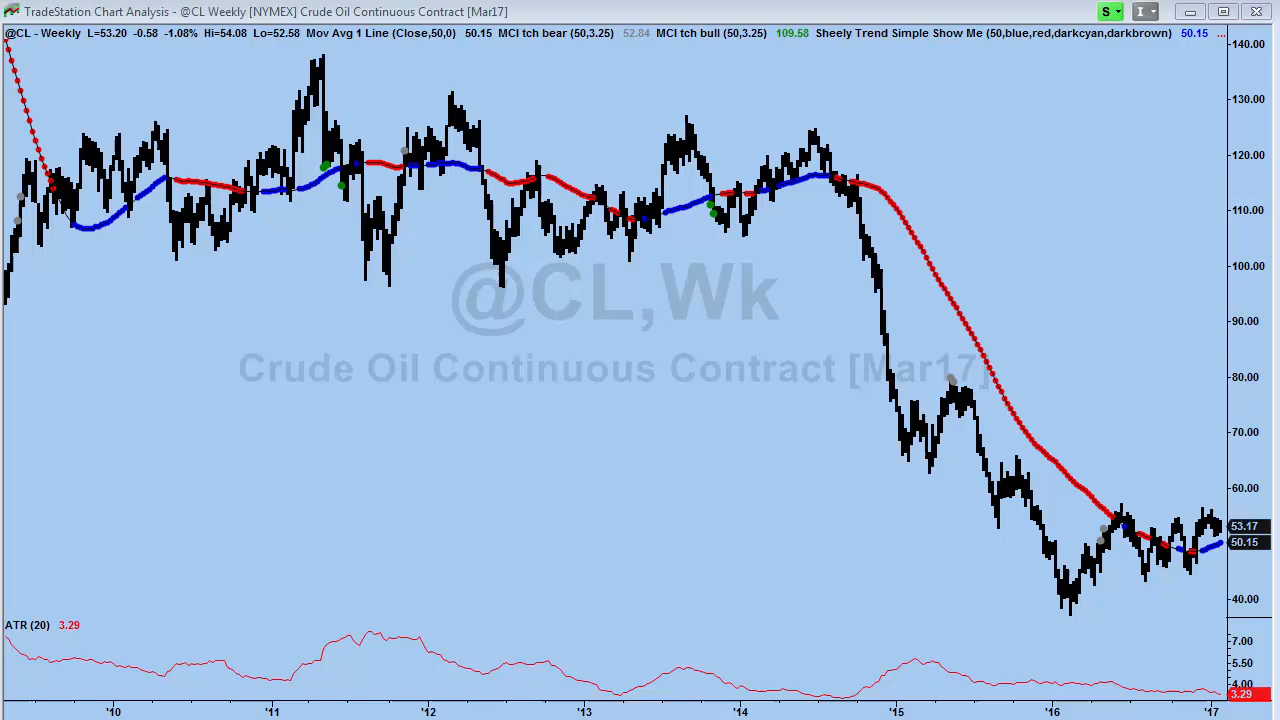 TradeStation Chart Analysis - @CL Weekly [NYMEX] Crude Oil Continuous Contract [Mar17]
S I
@CL - Weekly L=53.20 -0.58 -1.08% Hi=54.08 Lo=52.58 Mov Avg 1 Line (Close,50,0) 50.15 MCI tch bear (50,3.25) 52.84 MCI tch bull (50,3.25) 109.58 Sheely Trend Simple Show Me (50,blue,red,darkcyan,darkbrown) 50.15 ...
140.00
130.00
120.00
110.00
100.00
90.00
80.00
70.00
60.00
53.17
50.15
40.00
@CL,Wk
Crude Oil Continuous Contract [Mar17]
ATR (20) 3.29
7.00
5.50
4.00
3.29
'10 '11 '12 '13 '14 '15 '16 '17